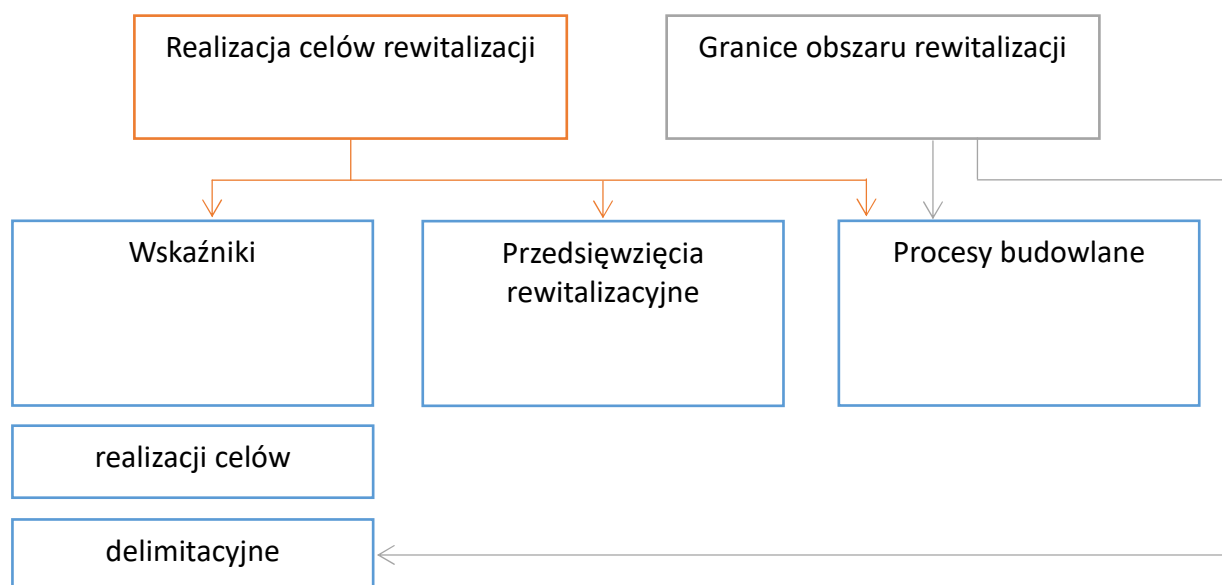 Realizacja celów rewitalizacji
Granice obszaru rewitalizacji
Wskaźniki
Przedsięwzięcia
rewitalizacyjne
Procesy budowlane
realizacji celów
delimitacyjne